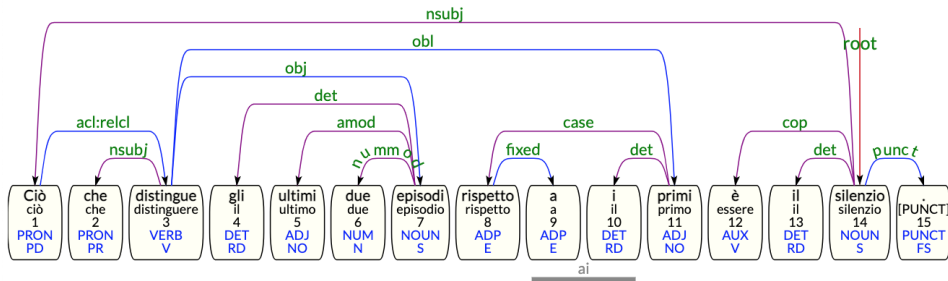 nsubj
root
obl
obj
det
acl:relcl amod case cop
nsubj nummod fixed det det punct
Ciò che distingue gli ultimi due episodi rispetto a i primi è il silenzio .
ciò che distinguere il ultimo due episodio rispetto a il primo essere il silenzio [PUNCT]
1 2 3 4 5 6 7 8 9 10 11 12 13 14 15
PRON PRON VERB DET ADJ NUM NOUN ADP ADP DET ADJ AUX DET NOUN PUNCT
PD PR V RD NO N S E E RD NO V RD S FS
ai